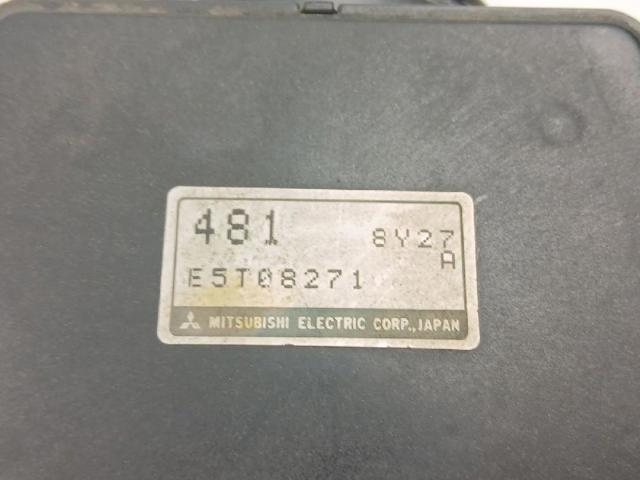 481 8Y27
A
E5T08271
MITSUBISHI ELECTRIC CORP., JAPAN